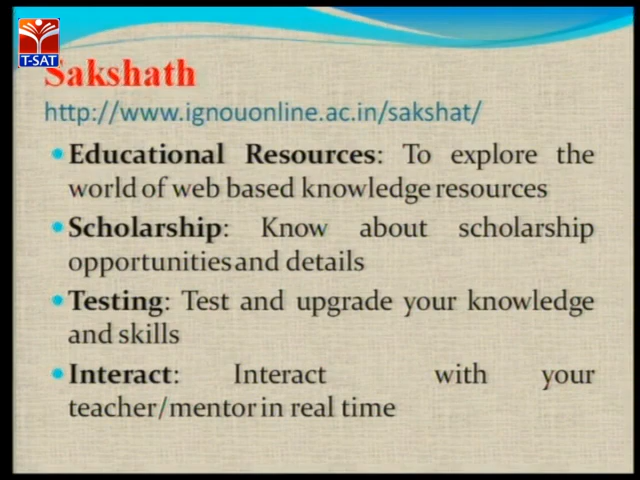 T-SAT
Sakshath
http://www.ignouonline.ac.in/sakshat/
Educational Resources: To explore the
world of web based knowledge resources
Scholarship: Know about scholarship
opportunities and details
Testing: Test and upgrade your knowledge
and skills
Interact: Interact with your
teacher/mentor in real time